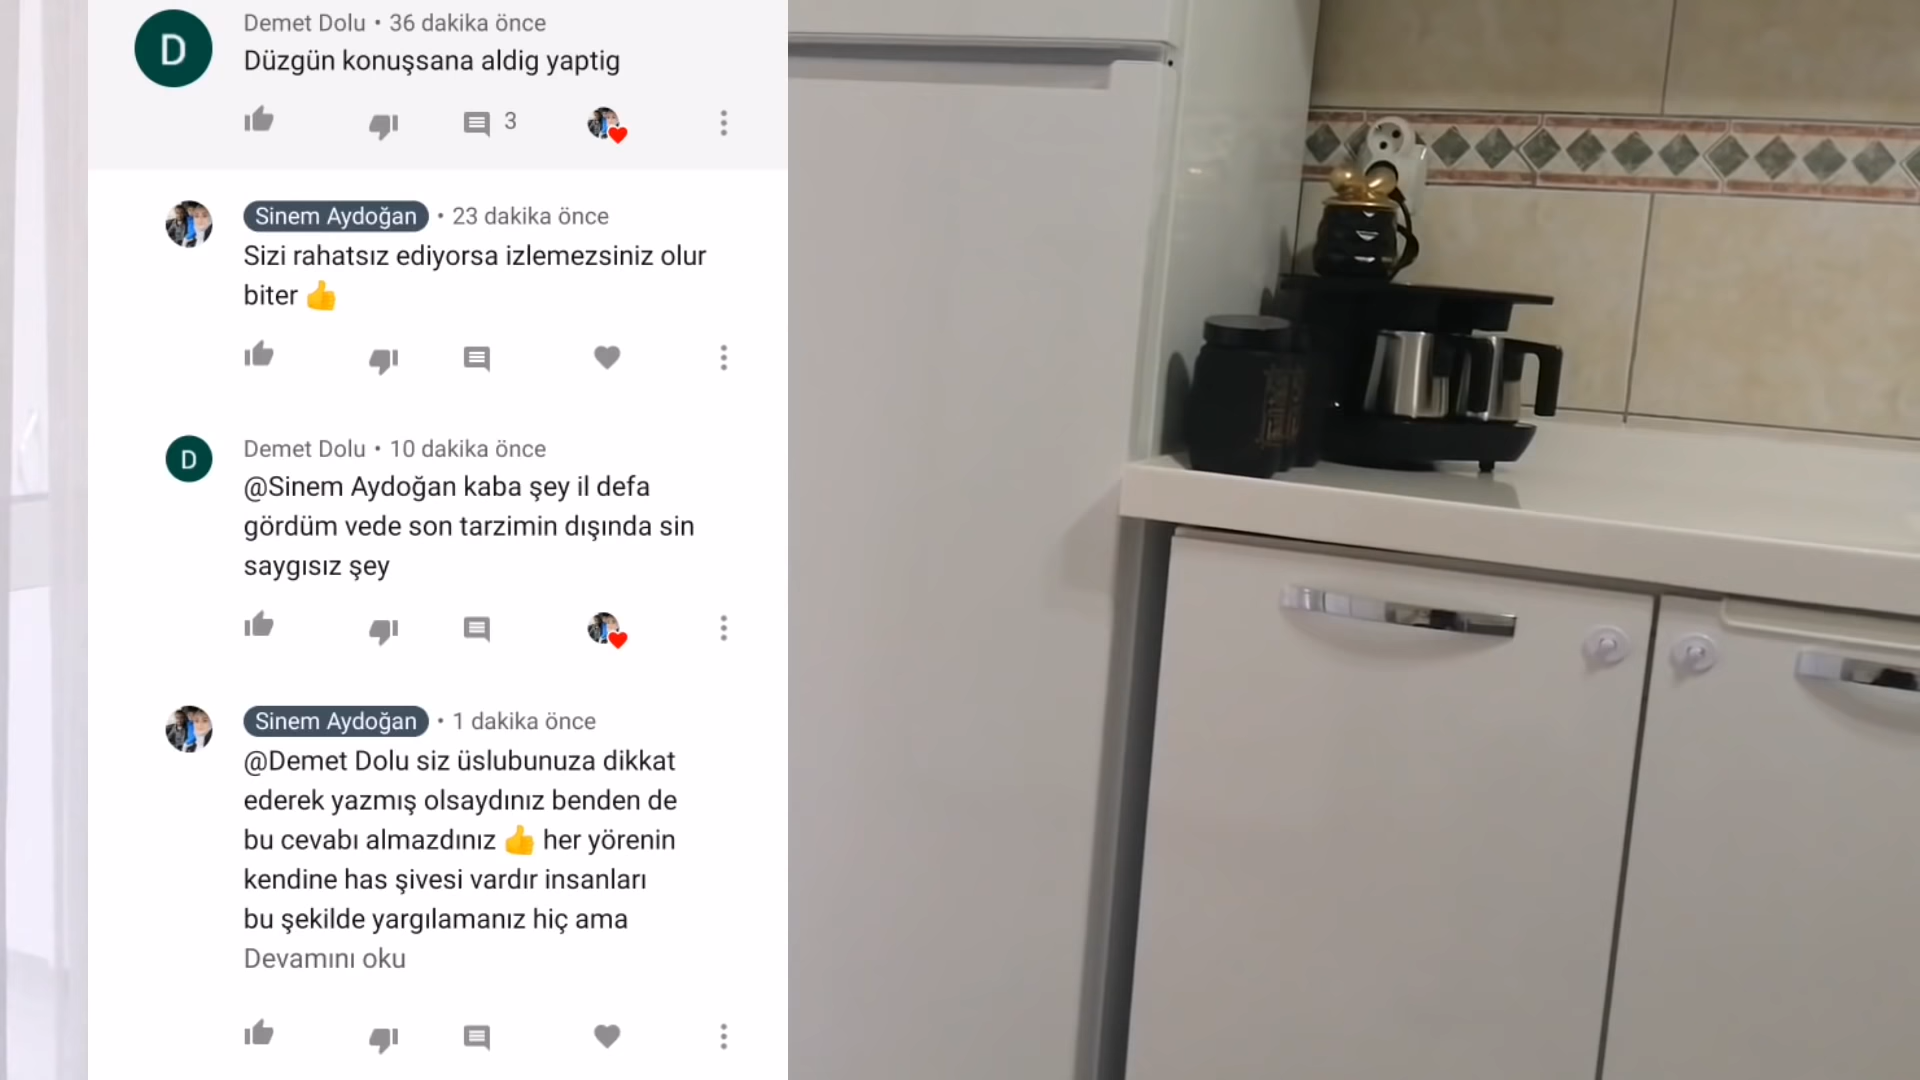 D
Demet Dolu • 36 dakika önce
Düzgün konuşsana aldig yaptig
3
Sinem Aydoğan • 23 dakika önce
Sizi rahatsız ediyorsa izlemezsiniz olur
biter 👍
D
Demet Dolu • 10 dakika önce
@Sinem Aydoğan kaba şey il defa
gördüm vede son tarzimin dışında sin
saygısız şey
Sinem Aydoğan • 1 dakika önce
@Demet Dolu siz üslubunuza dikkat
ederek yazmış olsaydınız benden de
bu cevabı almazdınız 👍 her yörenin
kendine has şivesi vardır insanları
bu şekilde yargılamanız hiç ama
Devamını oku